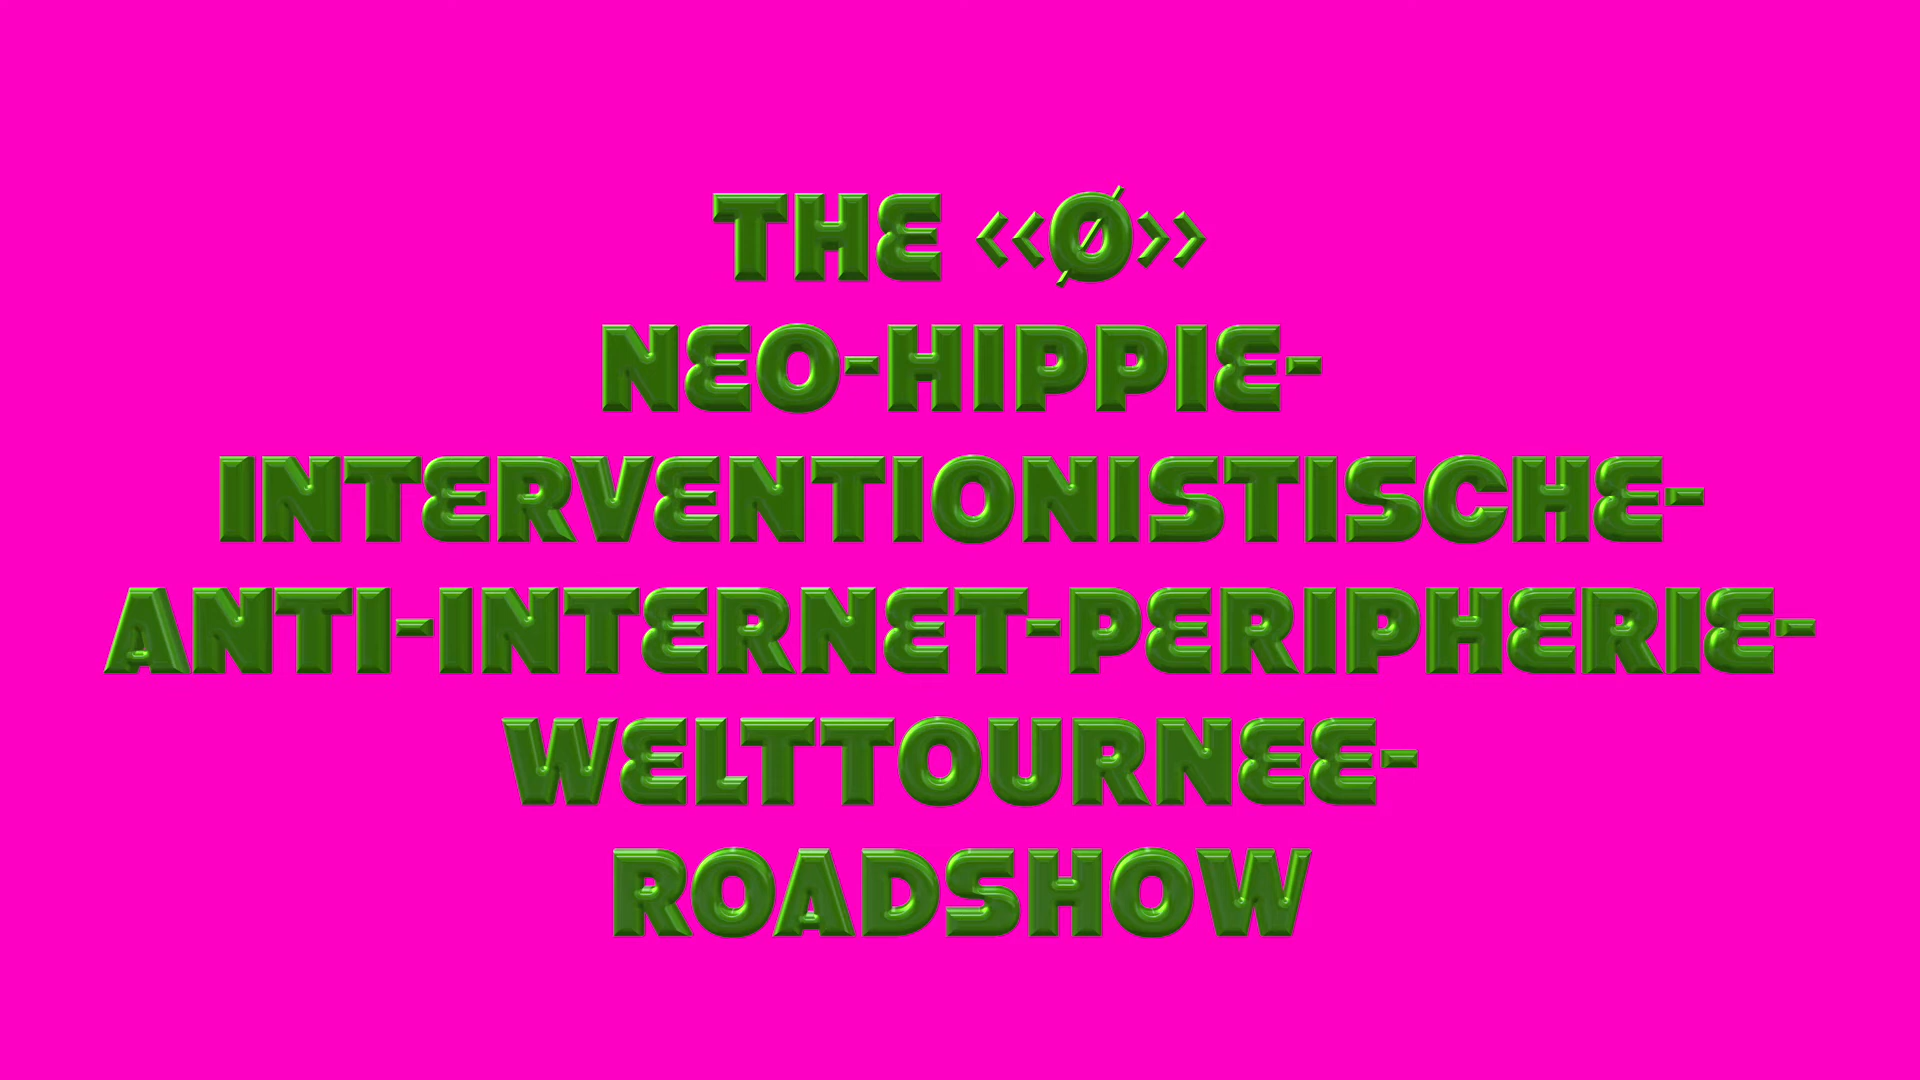 THE <<Ø>>
NEO-HIPPIE-
INTERVENTIONISTISCHE-
ANTI-INTERNET-PERIPHERIE-
WELTTOURNEE-
ROADSHOW